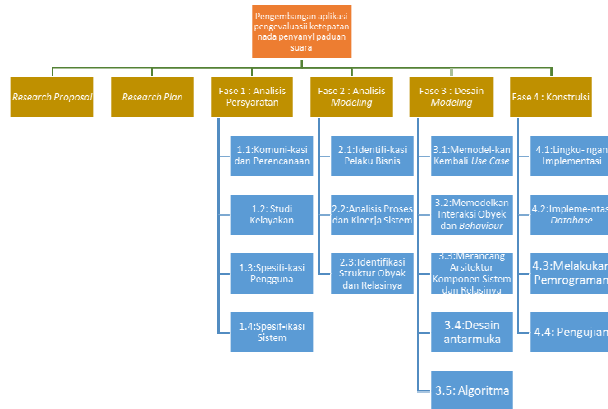 Pengembangan aplikasi
pengevaluasii ketepatan
nada penyanyi paduan
suara
Research Proposal
Research Plan
Fase 1 : Analisis
Persyaratan
Fase 2 : Analisis
Modeling
Fase 3 : Desain
Modeling
Fase 4 : Konstruksi
1.1:Komuni-kasi
dan Perencanaan
1.2: Studi
Kelayakan
1.3:Spesifi-kasi
Pengguna
1.4:Spesif-ikasi
Sistem
2.1:Identifi-kasi
Pelaku Bisnis
2.2:Analisis Proses
dan Kinerja Sistem
2.3:Identifikasi
Struktur Obyek
dan Relasinya
3.1:Memodel-kan
Kembali Use Case
3.2:Memodelkan
Interaksi Obyek
dan Behaviour
3.3:Merancang
Arsitektur
Komponen Sistem
dan Relasinya
3.4:Desain
antarmuka
3.5: Algoritma
4.1:Lingku-ngan
Implementasi
4.2:Impleme-ntasi
Database
4.3:Melakukan
Pemrograman
4.4: Pengujian